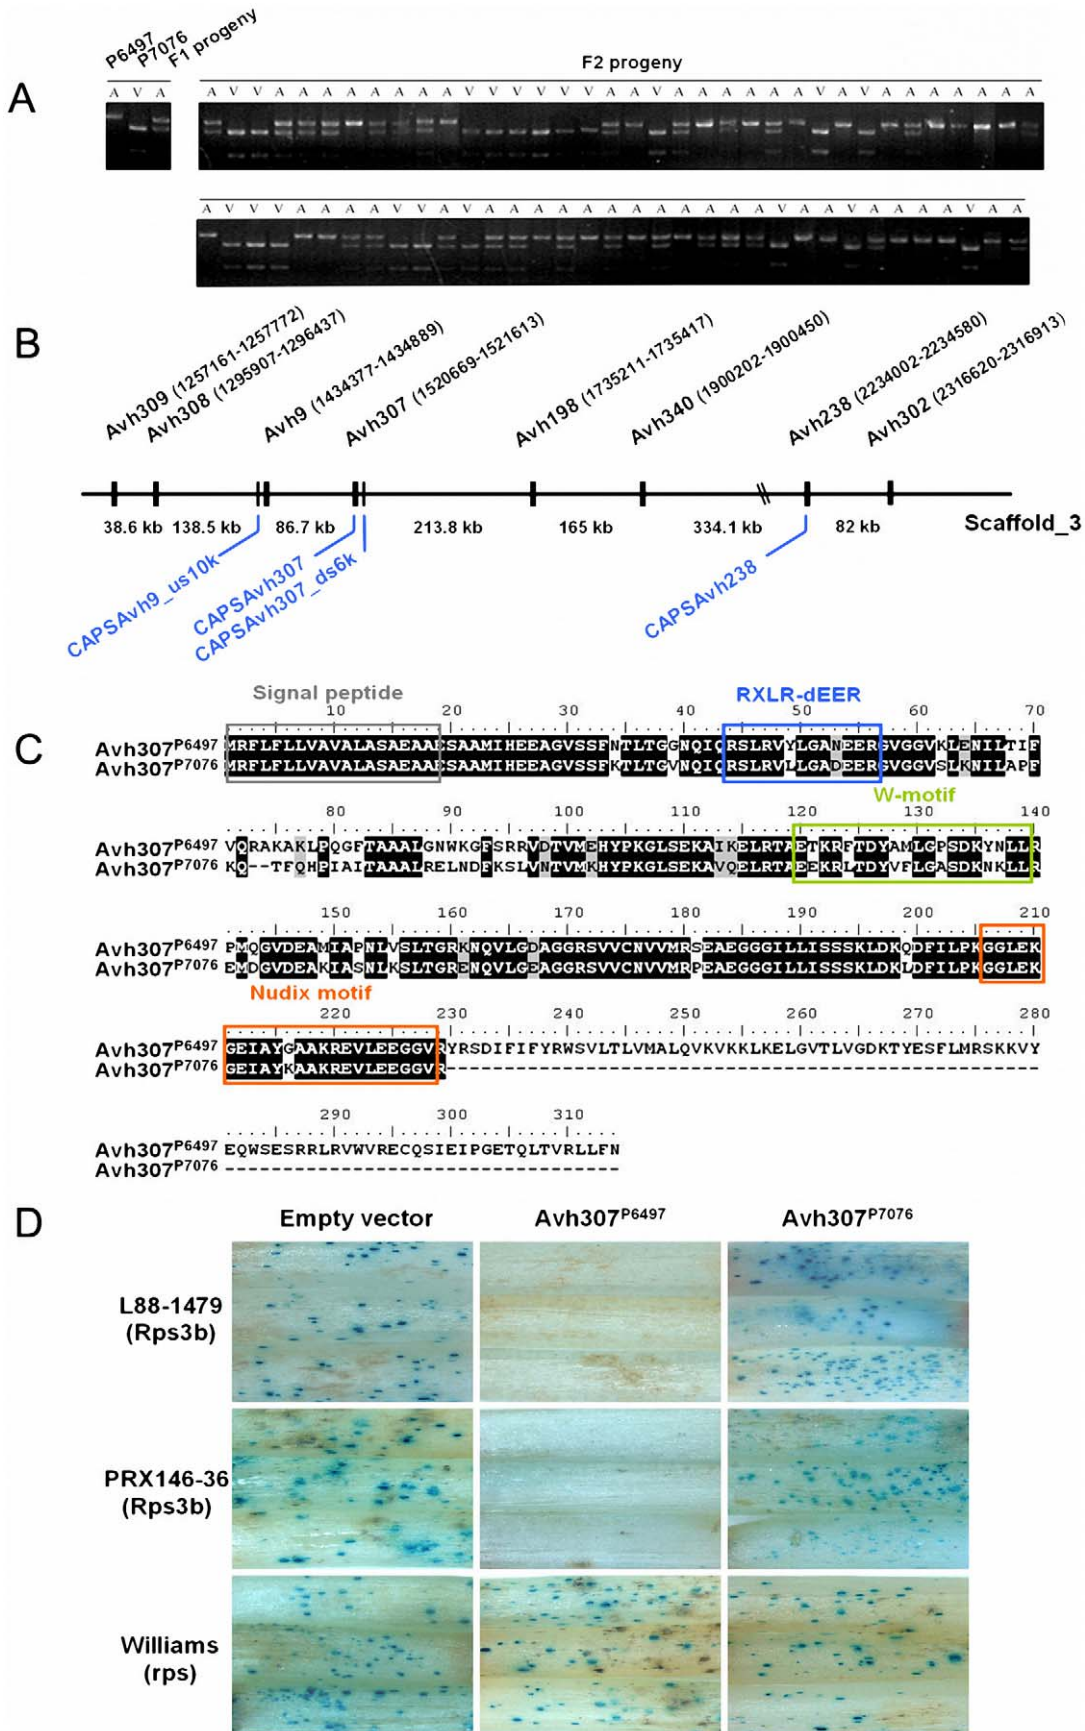 P6497
P7076
F1 progeny
F2 progeny
A
A V A
A V V A A A A A A A A V V V V V V A A V A A A A A V A V A A A A A A A
A V V V A A A A V V A V A A A A A A A A A A A V A A V A A A A V A A
B
Avh309 (1257161-1257772)
Avh308 (1295907-1296437)
Avh9 (1434377-1434889)
Avh307 (1520669-1521613)
Avh198 (1735211-1735417)
Avh340 (1900202-1900450)
Avh238 (2234002-2234580)
Avh302 (2316620-2316913)
38.6 kb 138.5 kb 86.7 kb 213.8 kb 165 kb 334.1 kb 82 kb Scaffold_3
CAPSAvh9_us10k
CAPSAvh307
CAPSAvh307_ds6k
CAPSAvh238
C
Signal peptide RXLR-dEER
10 20 30 40 50 60 70
Avh307P6497 MRFLFLLVAVALASAEAAESAAMIHEEAGVSSFNTLTGGNQIQRSLRVYLGANEERGVGGVKLENILTIF
Avh307P7076 MRFLFLLVAVALASAEAAESAAMIHEEAGVSSFKTLTGVNQIQRSLRVLLGADEERGVGGVSLKNILAPF
W-motif
80 90 100 110 120 130 140
Avh307P6497 VQRAKAKLPQGFTAAALGNWKGFSRRVDTVMEHYPKGLSEKAIKELRTAETKRFTDYAMLGPSDKYNLLR
Avh307P7076 KQ--TFQHPIAITAAALRELNDFKSLVNTVMKHYPKGLSEKAVQELRTAEEKRLTDYVFLGASDKNKLLR
150 160 170 180 190 200 210
Avh307P6497 PMQGVDEAMIAPNLVSLTGRKNQVLGDAGGRSVVCNVVMRSEAEGGGILLISSSKLDKQDFILPKGGLEK
Avh307P7076 EMDGVDEAKIASNLKSLTGRENQVLGEAGGRSVVCNVVMRPEAEGGGILLISSSKLDKLDFILPKGGLEK
Nudix motif
220 230 240 250 260 270 280
Avh307P6497 GEIAYGAAKREVLEEGGVRYRSDIFIFYRWSVLTLVMALQVKVKKLKELGVTLVGDKTYESFLMRSKKVY
Avh307P7076 GEIAYKAAKREVLEEGGVR---------------------------------------------------
290 300 310
Avh307P6497 EQWSESRRLRVWVRECQSIEIPGETQLTVRLLFN
Avh307P7076 ----------------------------------
D
Empty vector Avh307P6497 Avh307P7076
L88-1479
(Rps3b)
PRX146-36
(Rps3b)
Williams
(rps)